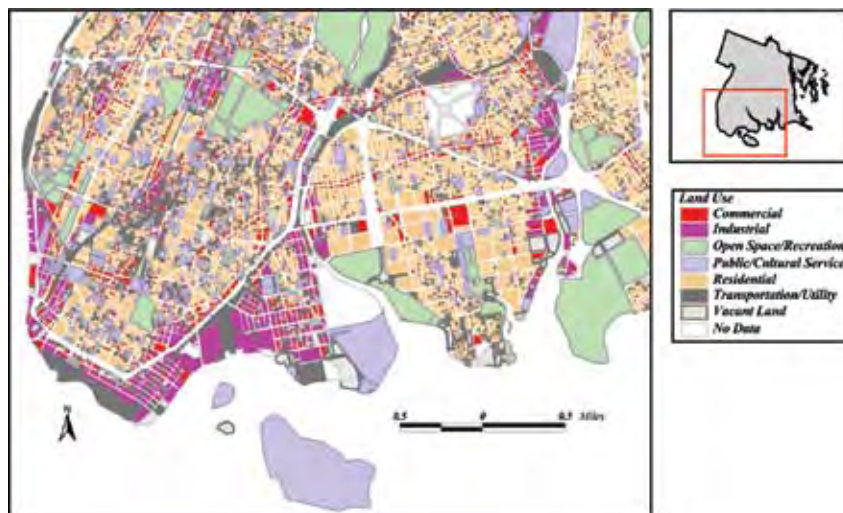 Land Use
Commercial
Industrial
Open Space/Recreation
Public/Cultural Service
Residential
Transportation/Utility
Vacant Land
No Data
N
0.5 0 0.5 Miles